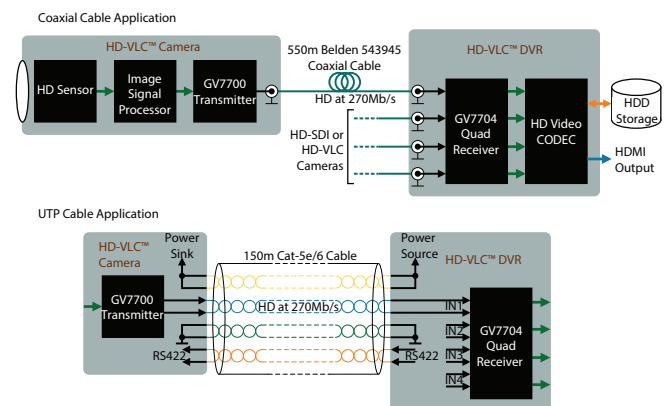 Coaxial Cable Application
HD-VLC™ Camera
HD Sensor
Image
Signal
Processor
GV7700
Transmitter
550m Belden 543945
Coaxial Cable
HD at 270Mb/s
HD-SDI or
HD-VLC
Cameras
HD-VLC™ DVR
GV7704
Quad
Receiver
HD Video
CODEC
HDD
Storage
HDMI
Output
UTP Cable Application
HD-VLC™
Camera
Power
Sink
GV7700
Transmitter
RS422
150m Cat-5e/6 Cable
HD at 270Mb/s
Power
Source
HD-VLC™ DVR
RS422
IN1
IN2
IN3
IN4
GV7704
Quad
Receiver